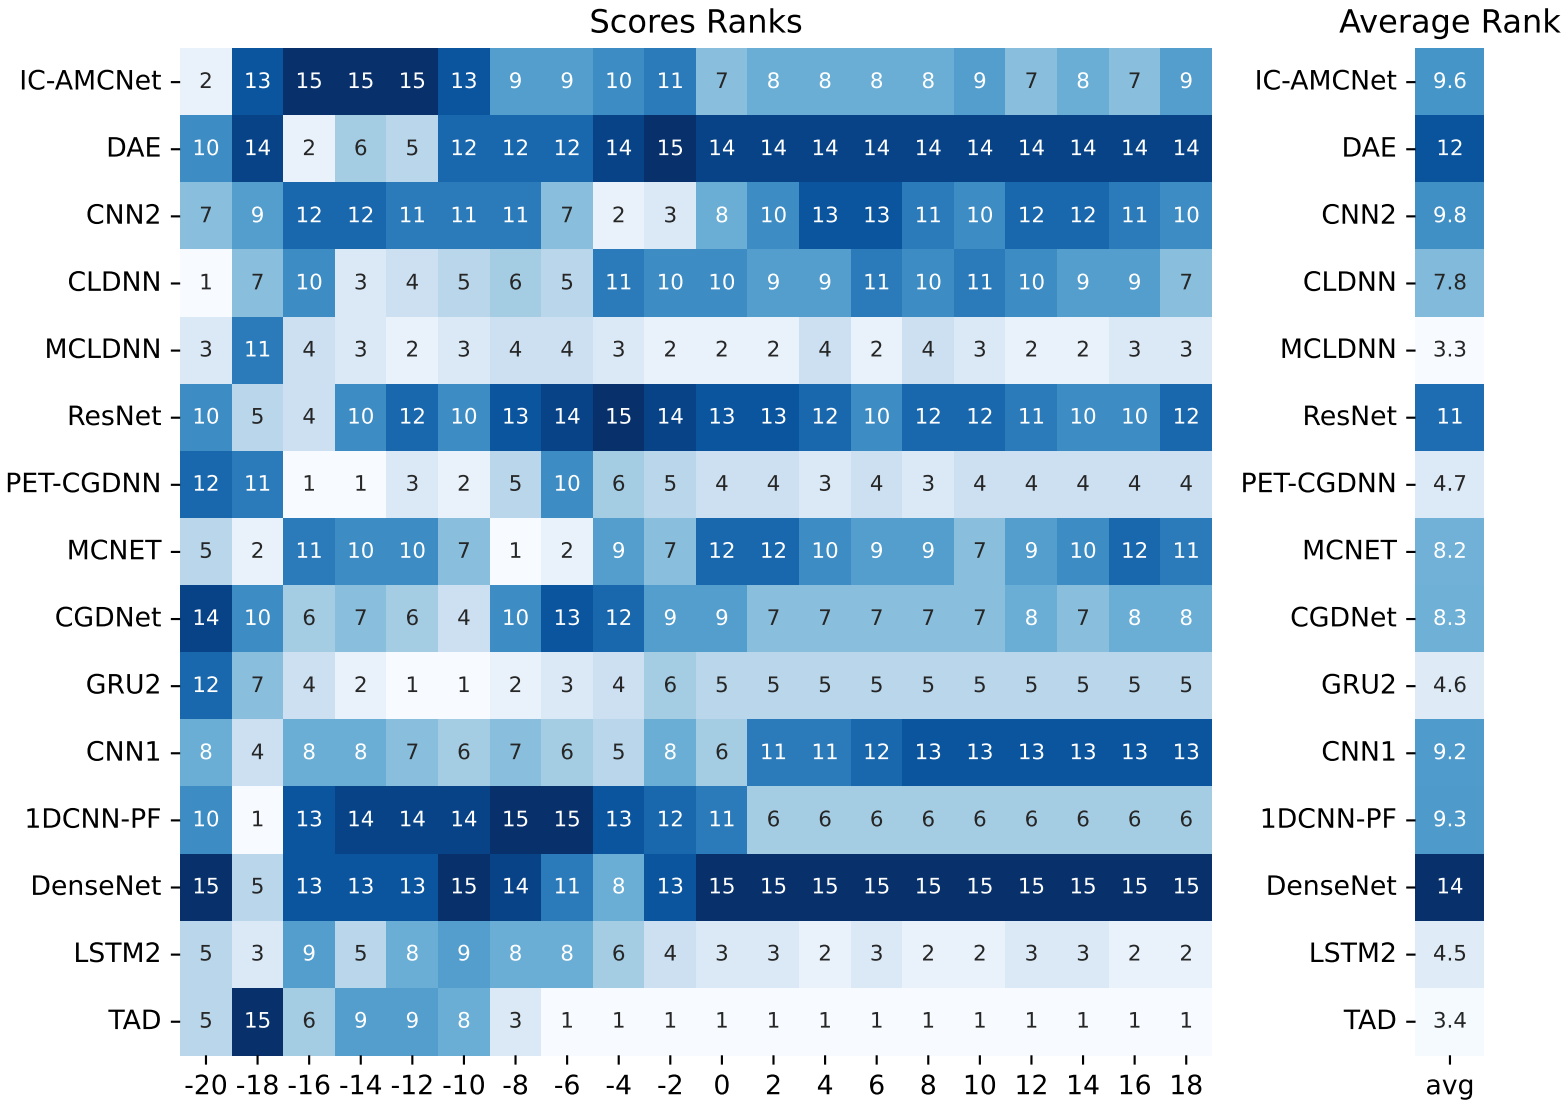 Scores Ranks Average Rank
IC-AMCNet 2 13 15 15 15 13 9 9 10 11 7 8 8 8 8 9 7 8 7 9 IC-AMCNet 9.6
DAE 10 14 2 6 5 12 12 12 14 15 14 14 14 14 14 14 14 14 14 14 DAE 12
CNN2 7 9 12 12 11 11 11 7 2 3 8 10 13 13 11 10 12 12 11 10 CNN2 9.8
CLDNN 1 7 10 3 4 5 6 5 11 10 10 9 9 11 10 11 10 9 9 7 CLDNN 7.8
MCLDNN 3 11 4 3 2 3 4 4 3 2 2 2 4 2 4 3 2 2 3 3 MCLDNN 3.3
ResNet 10 5 4 10 12 10 13 14 15 14 13 13 12 10 12 12 11 10 10 12 ResNet 11
PET-CGDNN 12 11 1 1 3 2 5 10 6 5 4 4 3 4 3 4 4 4 4 4 PET-CGDNN 4.7
MCNET 5 2 11 10 10 7 1 2 9 7 12 12 10 9 9 7 9 10 12 11 MCNET 8.2
CGDNet 14 10 6 7 6 4 10 13 12 9 9 7 7 7 7 7 8 7 8 8 CGDNet 8.3
GRU2 12 7 4 2 1 1 2 3 4 6 5 5 5 5 5 5 5 5 5 5 GRU2 4.6
CNN1 8 4 8 8 7 6 7 6 5 8 6 11 11 12 13 13 13 13 13 13 CNN1 9.2
1DCNN-PF 10 1 13 14 14 14 15 15 13 12 11 6 6 6 6 6 6 6 6 6 1DCNN-PF 9.3
DenseNet 15 5 13 13 13 15 14 11 8 13 15 15 15 15 15 15 15 15 15 15 DenseNet 14
LSTM2 5 3 9 5 8 9 8 8 6 4 3 3 2 3 2 2 3 3 2 2 LSTM2 4.5
TAD 5 15 6 9 9 8 3 1 1 1 1 1 1 1 1 1 1 1 1 1 TAD 3.4
-20 -18 -16 -14 -12 -10 -8 -6 -4 -2 0 2 4 6 8 10 12 14 16 18 avg